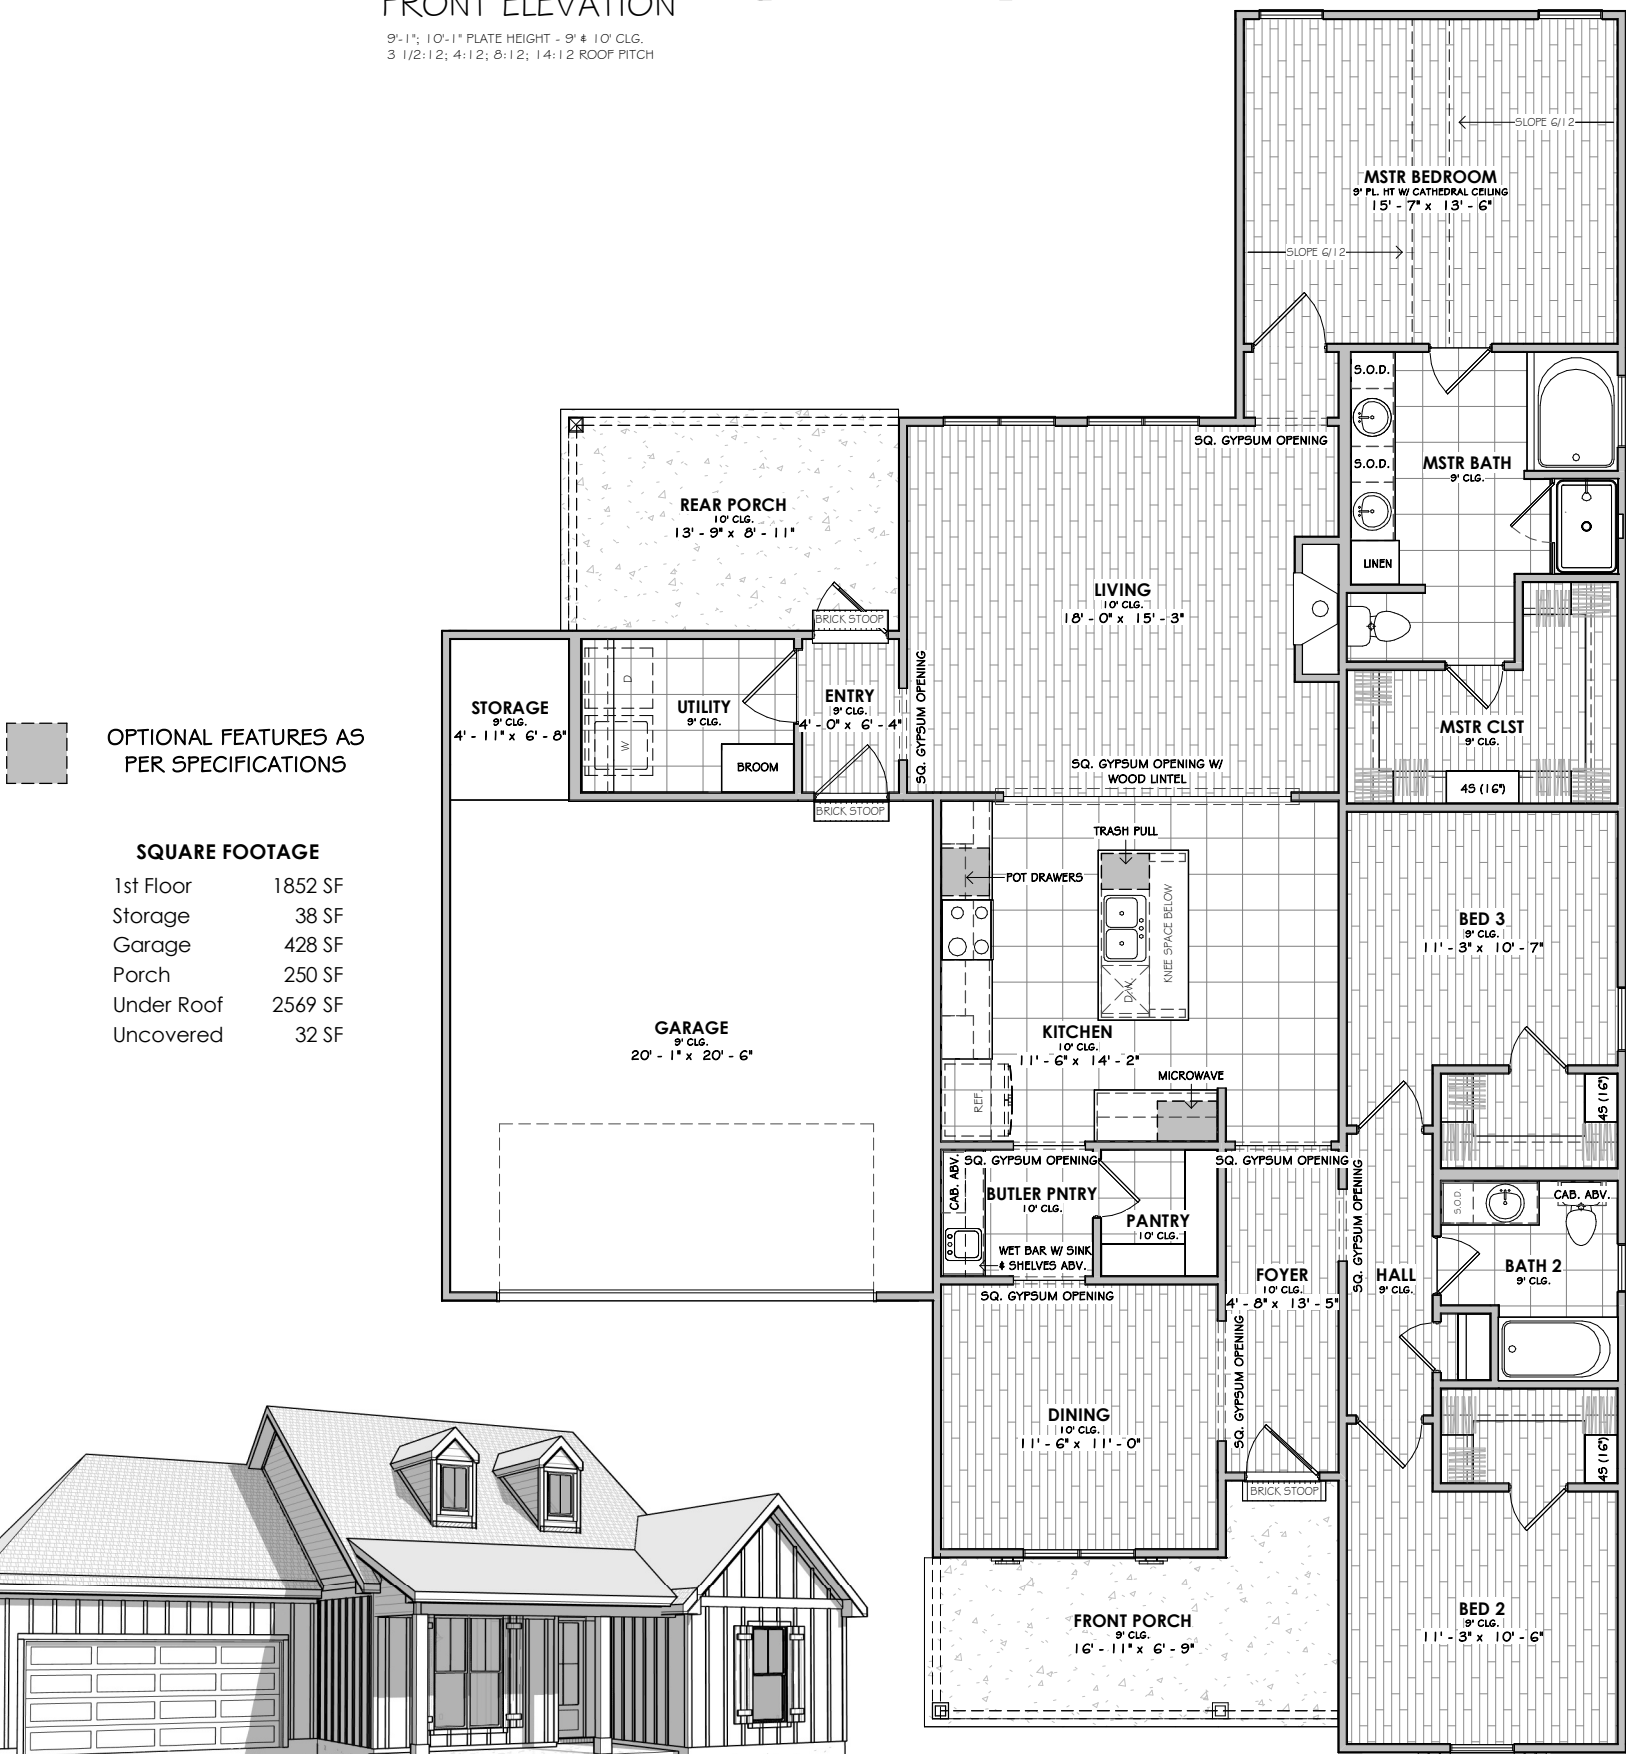 FRONT ELEVATION
9'-1"; 10'-1" PLATE HEIGHT - 9' & 10' CLG.
3 1/2:12; 4:12; 8:12; 14:12 ROOF PITCH
SLOPE 6/12
MSTR BEDROOM
9' PL. HT W/ CATHEDRAL CEILING
15' - 7" x 13' - 6"
SLOPE 6/12
S.O.D.
SQ. GYPSUM OPENING
S.O.D.
MSTR BATH
9' CLG.
REAR PORCH
10' CLG.
13' - 9" x 8' - 11"
LINEN
LIVING
10' CLG.
18' - 0" x 15' - 3"
BRICK STOOP
SQ. GYPSUM OPENING
D
STORAGE
9' CLG.
4' - 11" x 6' - 8"
UTILITY
9' CLG.
ENTRY
9' CLG.
4' - 0" x 6' - 4"
W
BROOM
MSTR CLST
9' CLG.
4S (16")
SQ. GYPSUM OPENING W/
WOOD LINTEL
BRICK STOOP
OPTIONAL FEATURES AS
PER SPECIFICATIONS
SQUARE FOOTAGE
1st Floor 1852 SF
Storage 38 SF
Garage 428 SF
Porch 250 SF
Under Roof 2569 SF
Uncovered 32 SF
TRASH PULL
POT DRAWERS
KNEE SPACE BELOW
D.W.
BED 3
9' CLG.
11' - 3" x 10' - 7"
GARAGE
9' CLG.
20' - 1" x 20' - 6"
KITCHEN
10' CLG.
11' - 6" x 14' - 2"
MICROWAVE
REF.
4S (16")
SQ. GYPSUM OPENING
SQ. GYPSUM OPENING
CAB. ABV.
BUTLER PNTRY
10' CLG.
PANTRY
10' CLG.
WET BAR W/ SINK
& SHELVES ABV.
SQ. GYPSUM OPENING
SQ. GYPSUM OPENING
S.O.D.
CAB. ABV.
FOYER
10' CLG.
4' - 8" x 13' - 5"
HALL
9' CLG.
BATH 2
9' CLG.
SQ. GYPSUM OPENING
DINING
10' CLG.
11' - 6" x 11' - 0"
4S (16")
BRICK STOOP
FRONT PORCH
9' CLG.
16' - 11" x 6' - 9"
BED 2
9' CLG.
11' - 3" x 10' - 6"